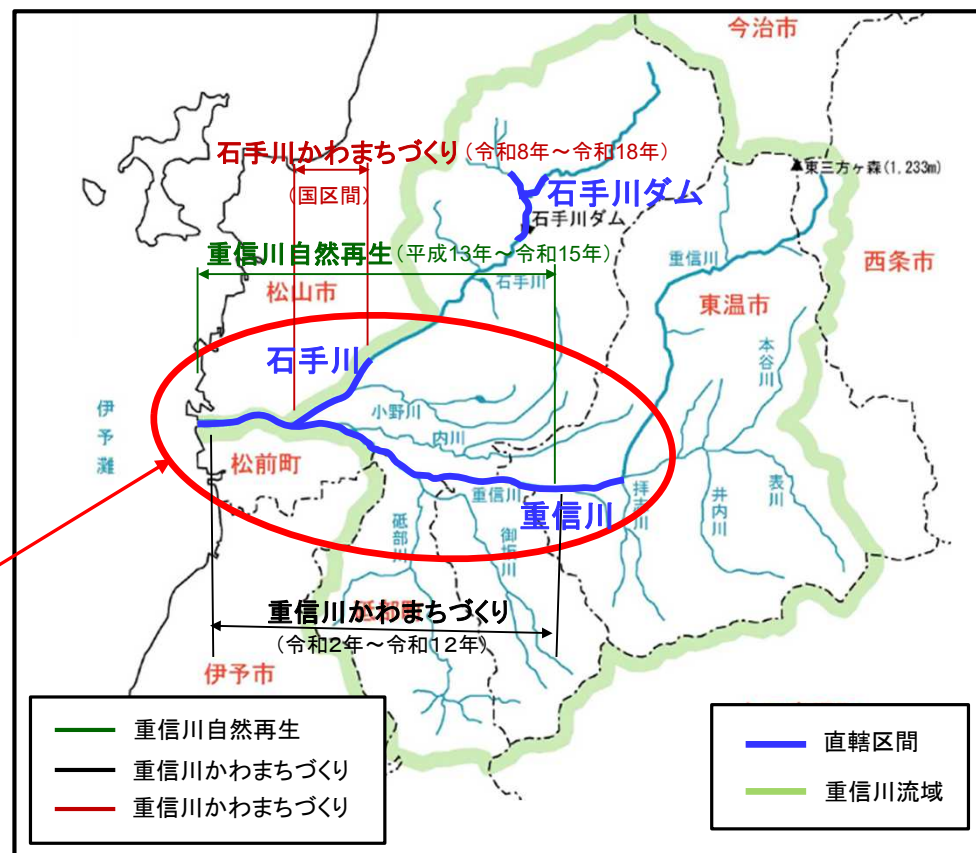 今治市
石手川かわまちづくり(令和8年～令和18年)
(国区間)
▲東三方ヶ森(1,233m)
石手川ダム
石手川ダム
重信川自然再生(平成13年～令和15年)
重信川
西条市
石手川
松山市
東温市
本谷川
石手川
伊予灘
小野川
内川
松前町
重信川
重信川
拝志川
井内川
表川
砥部川
御坂川
重信川かわまちづくり
(令和2年～令和12年)
伊予市
重信川自然再生
重信川かわまちづくり
重信川かわまちづくり
直轄区間
重信川流域